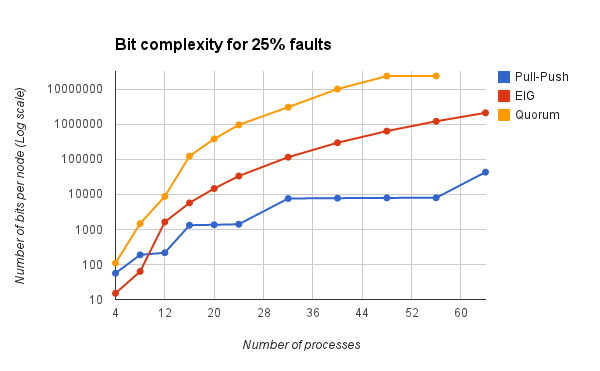 Bit complexity for 25% faults
Number of bits per node (Log scale)
10000000
1000000
100000
10000
1000
100
10
4 12 20 28 36 44 52 60
Number of processes
Pull-Push
EIG
Quorum